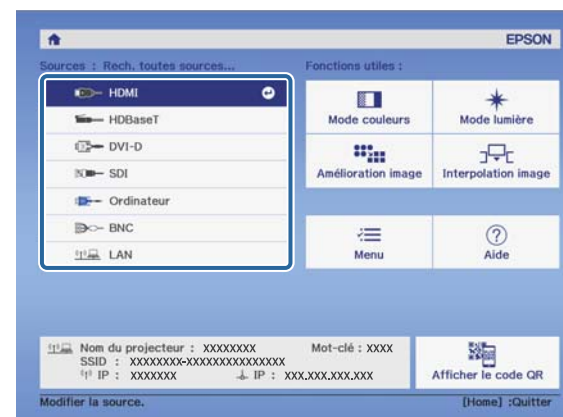 EPSON
Sources : Rech. toutes sources...
Fonctions utiles :
HDMI
HDBaseT
DVI-D
SDI
Ordinateur
BNC
LAN
Mode couleurs
Mode lumière
Amélioration image
Interpolation image
Menu
Aide
Nom du projecteur : XXXXXXXX
Mot-clé : XXXX
SSID : XXXXXXXX-XXXXXXXXXXXXXXX
IP : XXXXXXX
IP : XXX.XXX.XXX.XXX
Afficher le code QR
Modifier la source.
[Home] :Quitter